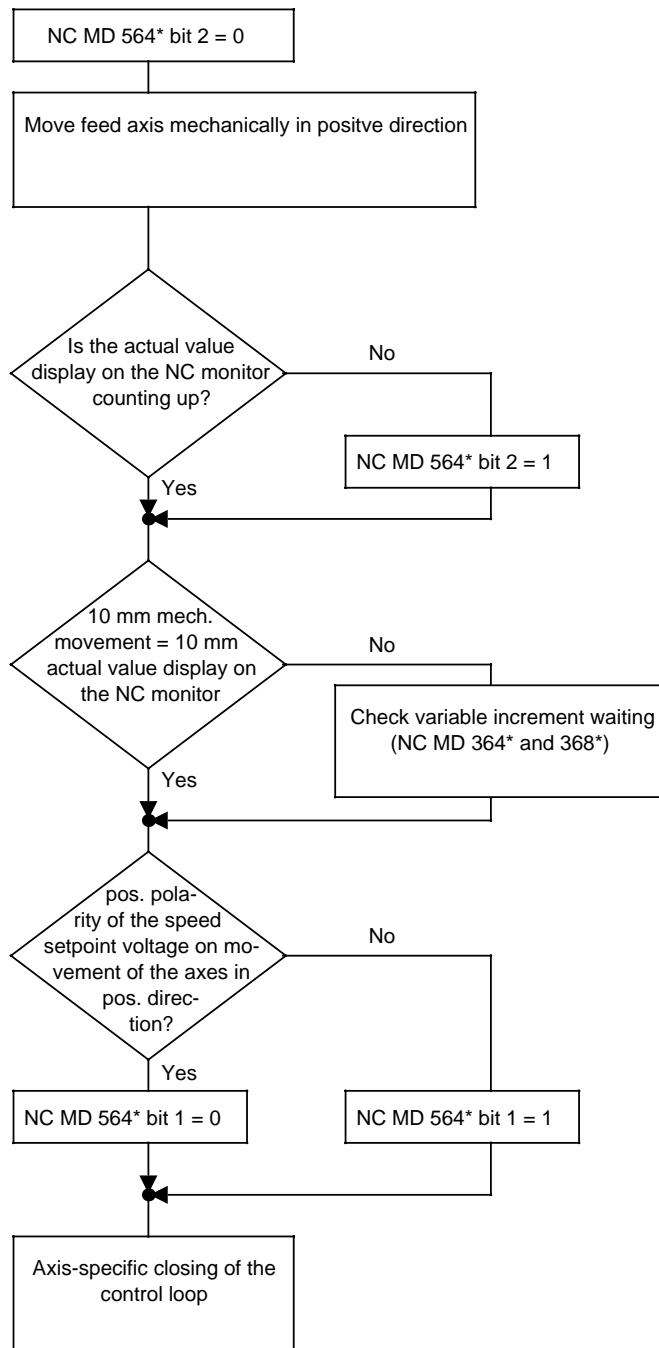 NC MD 564* bit 2 = 0
Move feed axis mechanically in positve direction
Is the actual value
display on the NC monitor
counting up?
No
NC MD 564* bit 2 = 1
Yes
10 mm mech.
movement = 10 mm
actual value display on
the NC monitor
No
Check variable increment waiting
(NC MD 364* and 368*)
Yes
pos. pola-
rity of the speed
setpoint voltage on mo-
vement of the axes in
pos. direc-
tion?
No
Yes
NC MD 564* bit 1 = 0
NC MD 564* bit 1 = 1
Axis-specific closing of the
control loop